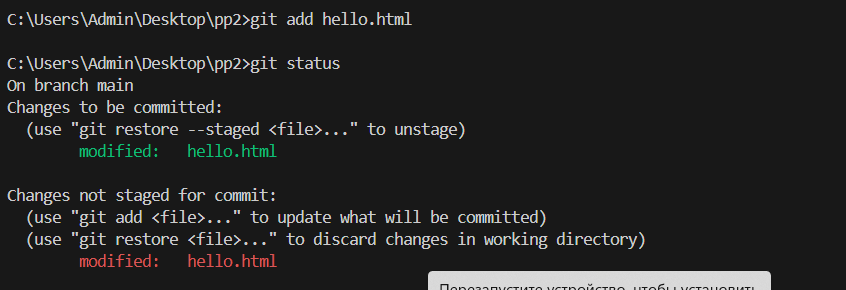 C:\Users\Admin\Desktop\pp2>git add hello.html
C:\Users\Admin\Desktop\pp2>git status
On branch main
Changes to be committed:
  (use "git restore --staged <file>..." to unstage)
        modified:   hello.html
Changes not staged for commit:
  (use "git add <file>..." to update what will be committed)
  (use "git restore <file>..." to discard changes in working directory)
        modified:   hello.html
Перезапустите устройство, чтобы установить